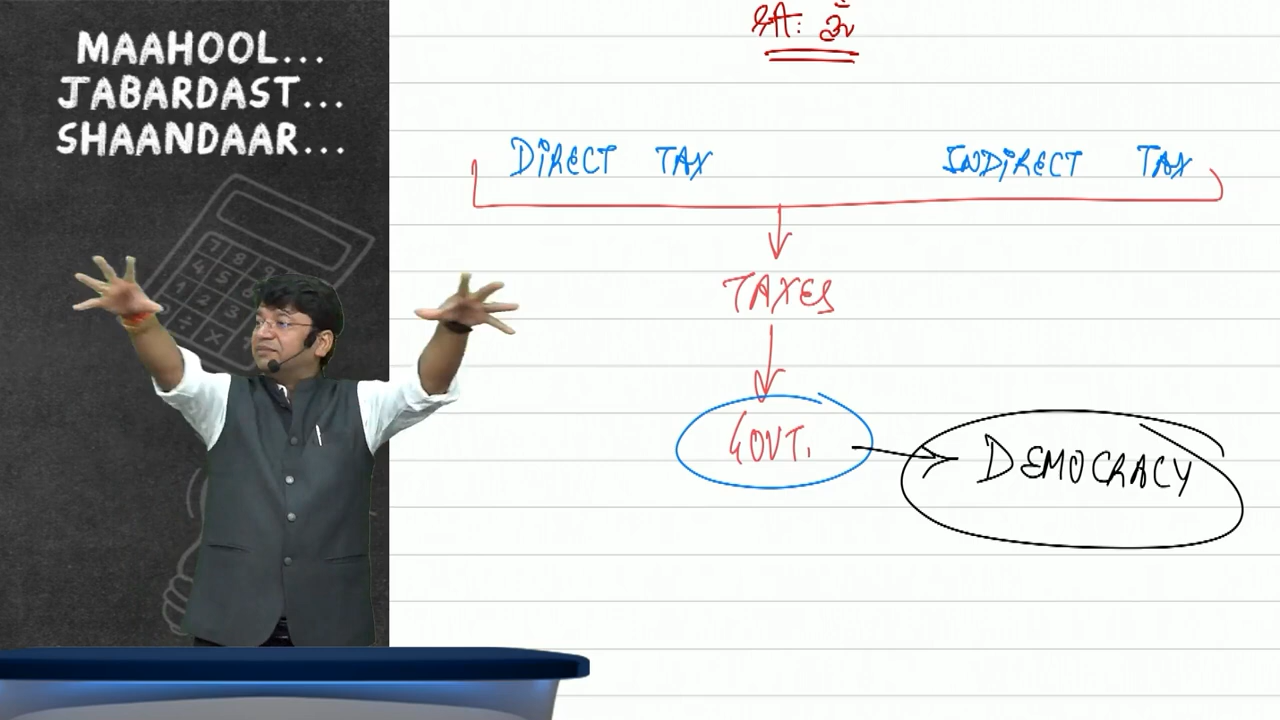 MAAHOOL...
JABARDAST...
SHAANDAAR...
DIRECT TAX
INDIRECT TAX
TAXES
GOVT.
DEMOCRACY